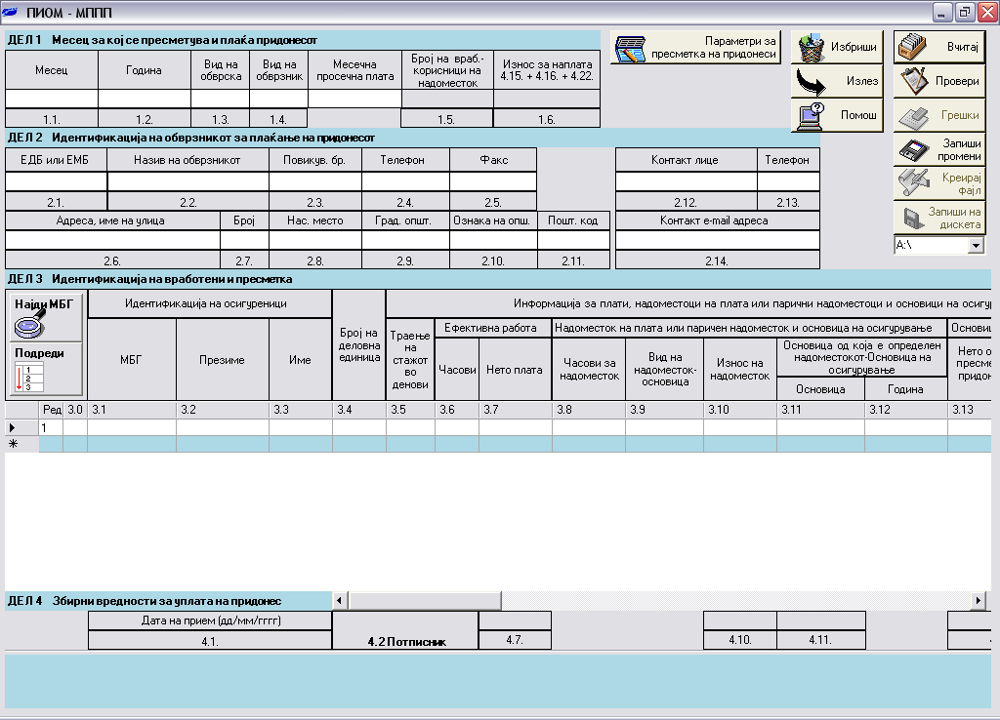 ПИОМ - МППП
ДЕЛ 1 Месец за кој се пресметува и плаќа придонесот
Месец
Година
Вид на
обврска
Вид на
обврзник
Месечна
просечна плата
Број на враб.-
корисници на
надоместок
Износ за наплата
4.15. + 4.16. + 4.22.
1.1.
1.2.
1.3.
1.4.
1.5.
1.6.
Параметри за
пресметка на придонеси
Избриши
Излез
Помош
Вчитај
Провери
Грешки
Запиши
промени
Креирај
фајл
Запиши на
дискета
A:\
ДЕЛ 2 Идентификација на обврзникот за плаќање на придонесот
ЕДБ или ЕМБ
Назив на обврзникот
Повикув. бр.
Телефон
Факс
Контакт лице
Телефон
2.1.
2.2.
2.3.
2.4.
2.5.
2.12.
2.13.
Адреса, име на улица
Број
Нас. место
Град. општ.
Ознака на опш.
Пошт. код
Контакт e-mail адреса
2.6.
2.7.
2.8.
2.9.
2.10.
2.11.
2.14.
ДЕЛ 3 Идентификација на вработени и пресметка
Најди МБГ
Подреди
1
2
3
Идентификација на осигуреници
МБГ
Презиме
Име
Број на
деловна
единица
Информација за плати, надоместоци на плата или парични надоместоци и основици на осигу
Траење
на
стажот
во
денови
Ефективна работа
Часови
Нето плата
Надоместок на плата или паричен надоместок и основица на осигурување
Часови за
надоместок
Вид на
надоместок-
основица
Износ на
надоместок
Основица од која е определен
надоместокот-Основица на
осигурување
Основица
Година
Основи
Нето о
пресме
придон
Ред 3.0 3.1 3.2 3.3 3.4 3.5 3.6 3.7 3.8 3.9 3.10 3.11 3.12 3.13
1
ДЕЛ 4 Збирни вредности за уплата на придонес
Дата на прием (дд/мм/гггг)
4.1.
4.2 Потписник
4.7.
4.10.
4.11.